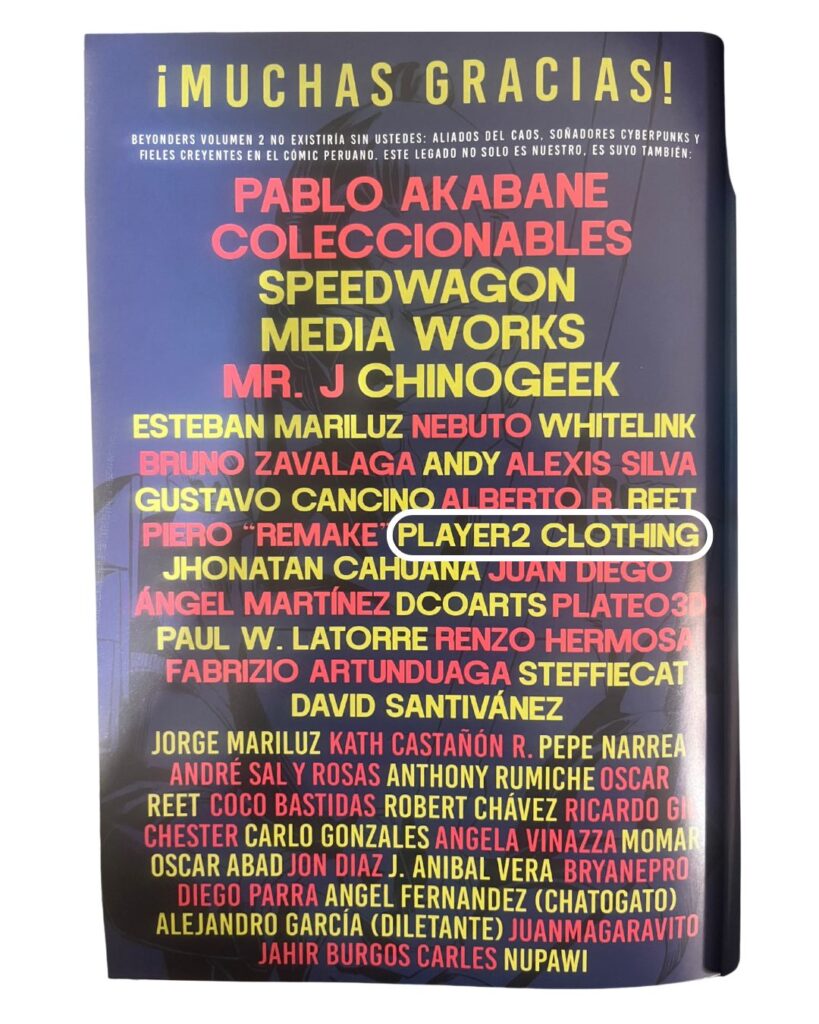 ¡MUCHAS GRACIAS!
BEYONDERS VOLUMEN 2 NO EXISTIRÍA SIN USTEDES: ALIADOS DEL CAOS, SOÑADORES CYBERPUNKS Y
FIELES CREYENTES EN EL CÓMIC PERUANO. ESTE LEGADO NO SOLO ES NUESTRO, ES SUYO TAMBIÉN:
PABLO AKABANE
COLECCIONABLES
SPEEDWAGON
MEDIA WORKS
MR. J CHINOGEEK
ESTEBAN MARILUZ NEBUTO WHITELINK
BRUNO ZAVALAGA ANDY ALEXIS SILVA
GUSTAVO CANCINO ALBERTO R. REET
PIERO “REMAKE” PLAYER2 CLOTHING
JHONATAN CAHUANA JUAN DIEGO
ÁNGEL MARTÍNEZ DCOARTS PLATEO3D
PAUL W. LATORRE RENZO HERMOSA
FABRIZIO ARTUNDUAGA STEFFIECAT
DAVID SANTIVÁNEZ
JORGE MARILUZ KATH CASTAÑÓN R. PEPE NARREA
ANDRÉ SAL Y ROSAS ANTHONY RUMICHE OSCAR
REET COCO BASTIDAS ROBERT CHÁVEZ RICARDO
CHESTER CARLO GONZALES ANGELA VINAZZA MOMAR
OSCAR ABAD JON DIAZ J. ANIBAL VERA BRYANEPRO
DIEGO PARRA ANGEL FERNANDEZ (CHATOGATO)
ALEJANDRO GARCÍA (DILETANTE) JUANMAGARAVITO
JAHIR BURGOS CARLES NUPAWI